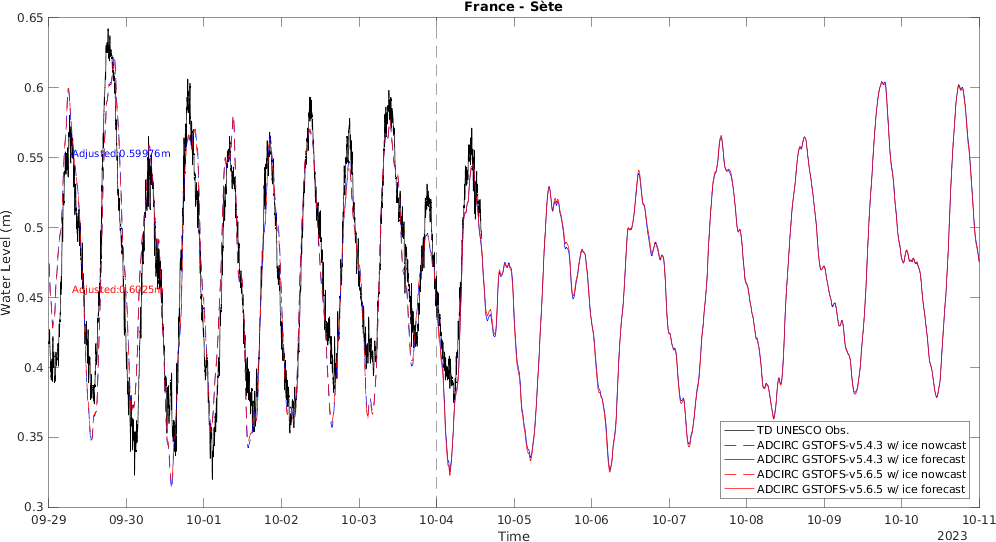 France - Sète
0.65
0.6
0.55
0.5
0.45
0.4
0.35
0.3
Water Level (m)
Adjusted:0.59976m
Adjusted:0.6025m
TD UNESCO Obs.
ADCIRC GSTOFS-v5.4.3 w/ ice nowcast
ADCIRC GSTOFS-v5.4.3 w/ ice forecast
ADCIRC GSTOFS-v5.6.5 w/ ice nowcast
ADCIRC GSTOFS-v5.6.5 w/ ice forecast
09-29 09-30 10-01 10-02 10-03 10-04 10-05 10-06 10-07 10-08 10-09 10-10 10-11
Time
2023